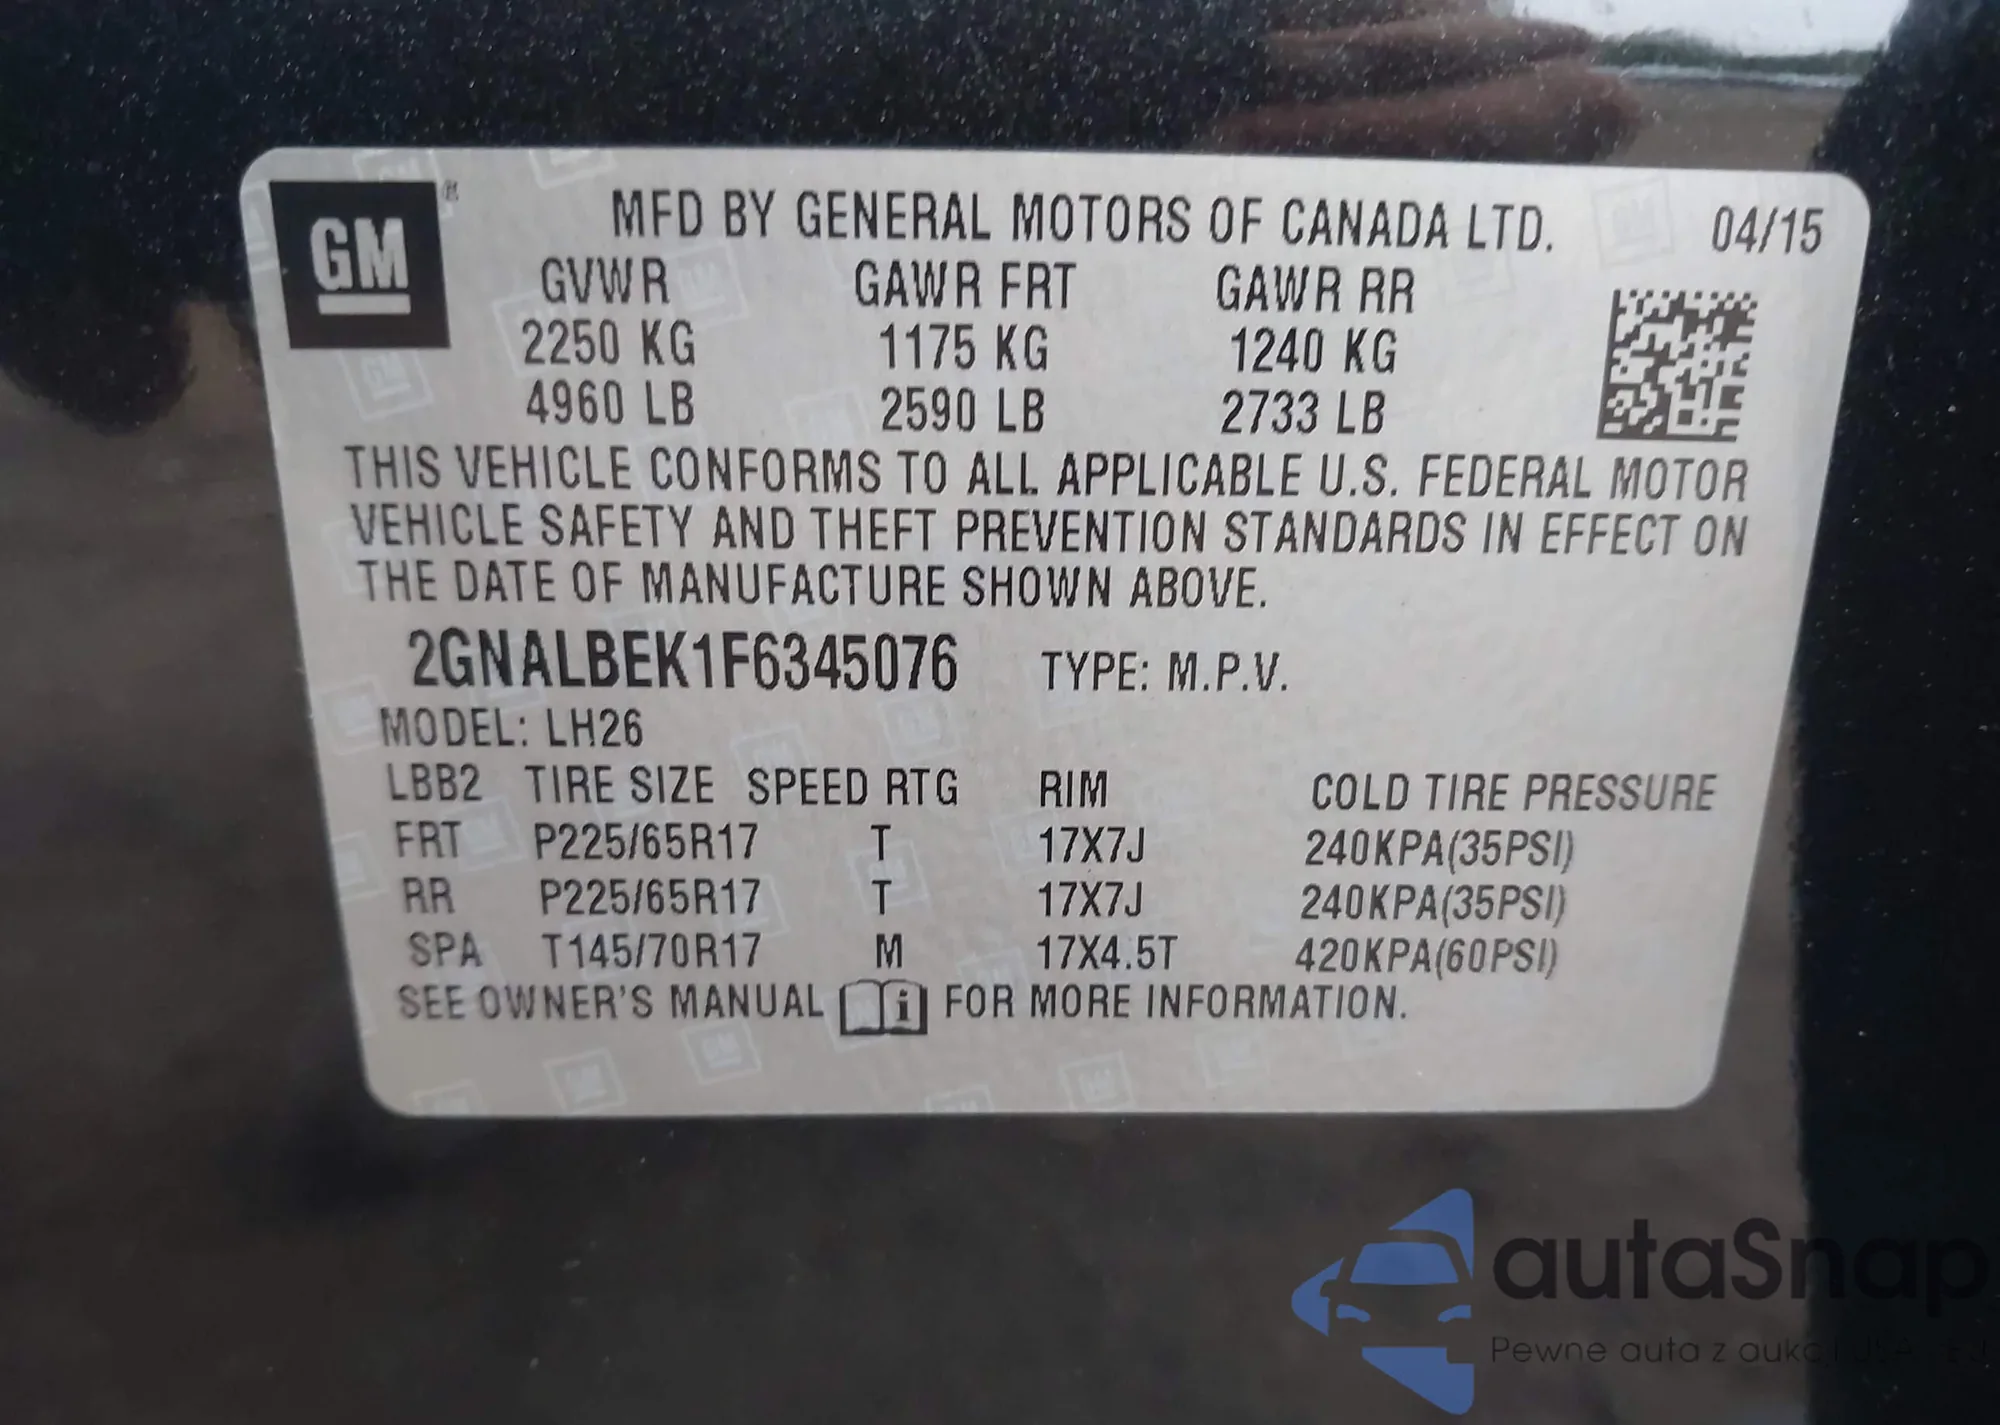 GM
MFD BY GENERAL MOTORS OF CANADA LTD. 04/15
GVWR GAWR FRT GAWR RR
2250 KG 1175 KG 1240 KG
4960 LB 2590 LB 2733 LB
THIS VEHICLE CONFORMS TO ALL APPLICABLE U.S. FEDERAL MOTOR
VEHICLE SAFETY AND THEFT PREVENTION STANDARDS IN EFFECT ON
THE DATE OF MANUFACTURE SHOWN ABOVE.
2GNALBEK1F6345076 TYPE: M.P.V.
MODEL: LH26
LBB2 TIRE SIZE SPEED RTG RIM COLD TIRE PRESSURE
FRT P225/65R17 T 17X7J 240KPA(35PSI)
RR P225/65R17 T 17X7J 240KPA(35PSI)
SPA T145/70R17 M 17X4.5T 420KPA(60PSI)
SEE OWNER'S MANUAL i FOR MORE INFORMATION.
autaSnap
Pewne auta z